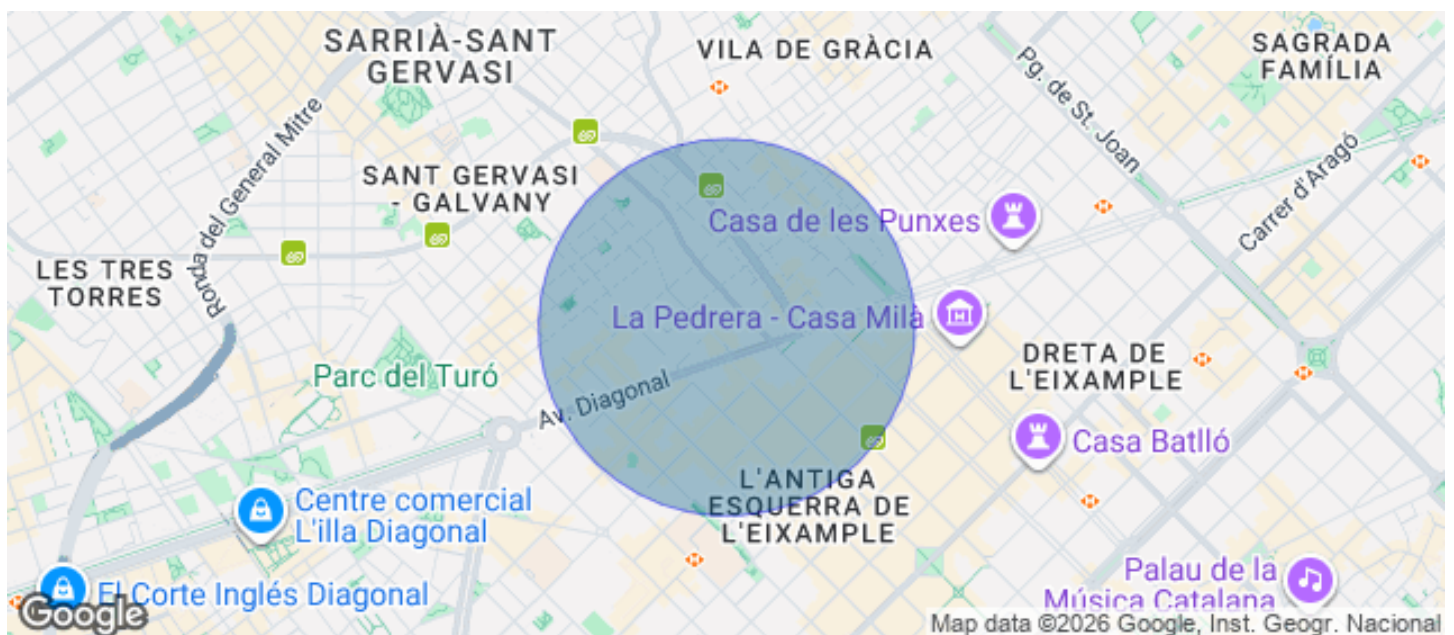 SARRIÀ-SANT
GERVASI
VILA DE GRÀCIA
SAGRADA
FAMÍLIA
Pg. de St. Joan
Ronda del General Mitre
Carrer d'Aragó
SANT GERVASI
- GALVANY
Casa de les Punxes
LES TRES
TORRES
La Pedrera - Casa Milà
DRETA DE
L'EIXAMPLE
Parc del Turó
Av. Diagonal
Casa Batlló
L'ANTIGA
ESQUERRA DE
L'EIXAMPLE
Centre comercial
L'illa Diagonal
Palau de la
Música Catalana
El Corte Inglés Diagonal
Google
Map data ©2026 Google, Inst. Geogr. Nacional